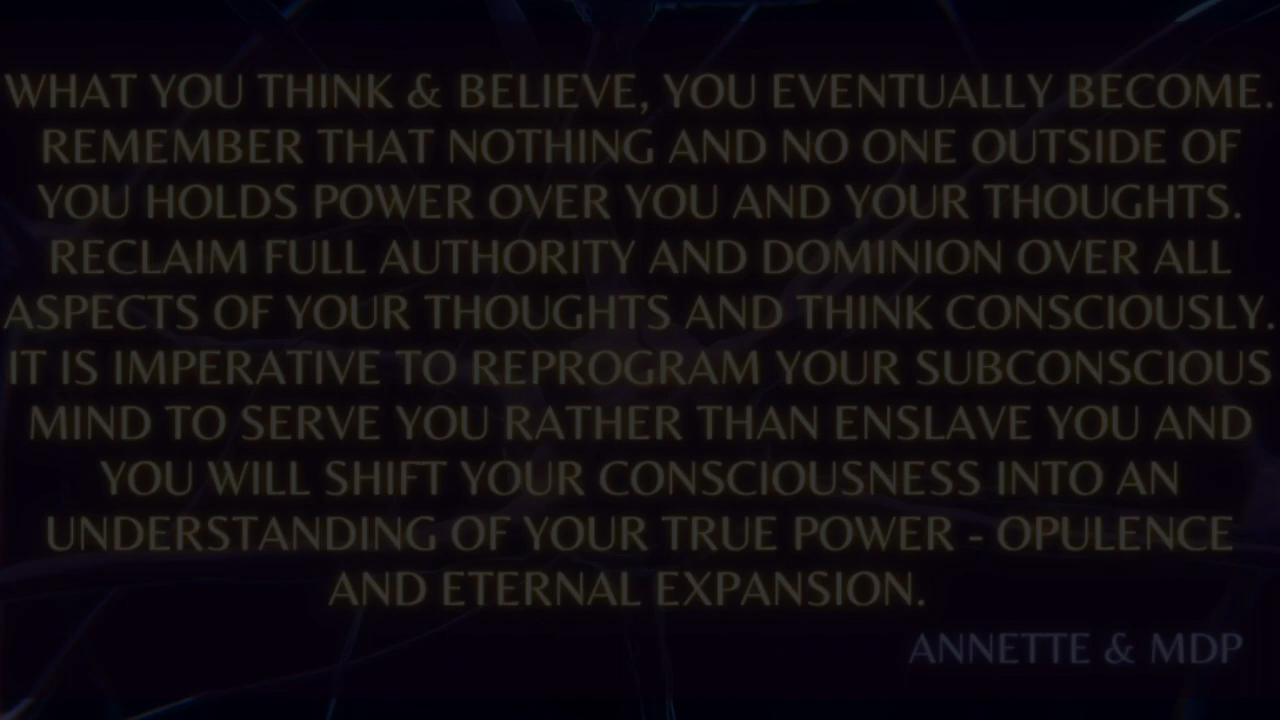 WHAT YOU THINK & BELIEVE, YOU EVENTUALLY BECOME.
REMEMBER THAT NOTHING AND NO ONE OUTSIDE OF
YOU HOLDS POWER OVER YOU AND YOUR THOUGHTS.
RECLAIM FULL AUTHORITY AND DOMINION OVER ALL
ASPECTS OF YOUR THOUGHTS AND THINK CONSCIOUSLY.
IT IS IMPERATIVE TO REPROGRAM YOUR SUBCONSCIOUS
MIND TO SERVE YOU RATHER THAN ENSLAVE YOU AND
YOU WILL SHIFT YOUR CONSCIOUSNESS INTO AN
UNDERSTANDING OF YOUR TRUE POWER - OPULENCE
AND ETERNAL EXPANSION.
ANNETTE & MDP